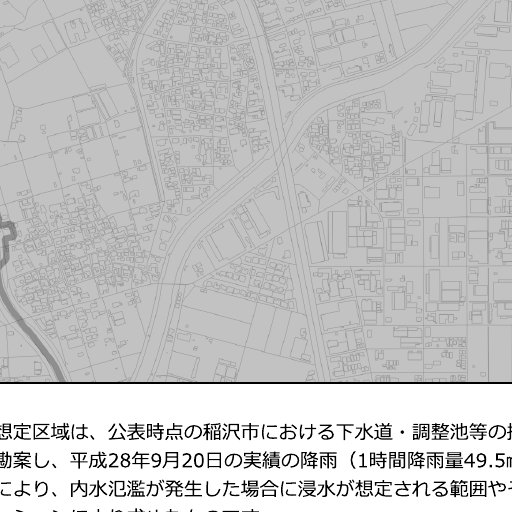 想定区域は、公表時点の稲沢市における下水道・調整池等の
勘案し、平成28年9月20日の実績の降雨（1時間降雨量49.5m
により、内水氾濫が発生した場合に浸水が想定される範囲や